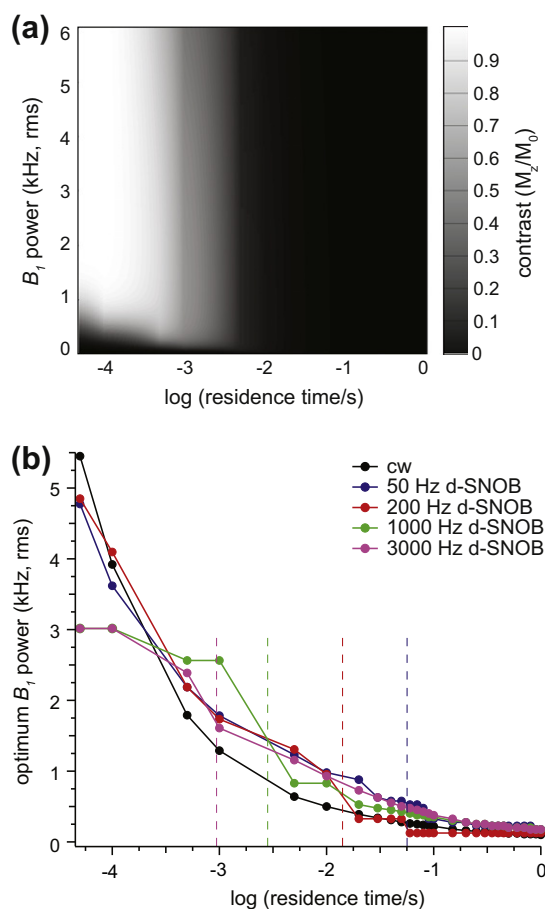 (a)
6
5
4
3
2
1
0
B1 power (kHz, rms)
-4 -3 -2 -1 0
log (residence time/s)
0.9
0.8
0.7
0.6
0.5
0.4
0.3
0.2
0.1
0
contrast (Mz/M0)
(b)
cw
50 Hz d-SNOB
200 Hz d-SNOB
1000 Hz d-SNOB
3000 Hz d-SNOB
5
4
3
2
1
0
optimum B1 power (kHz, rms)
-4 -3 -2 -1 0
log (residence time/s)